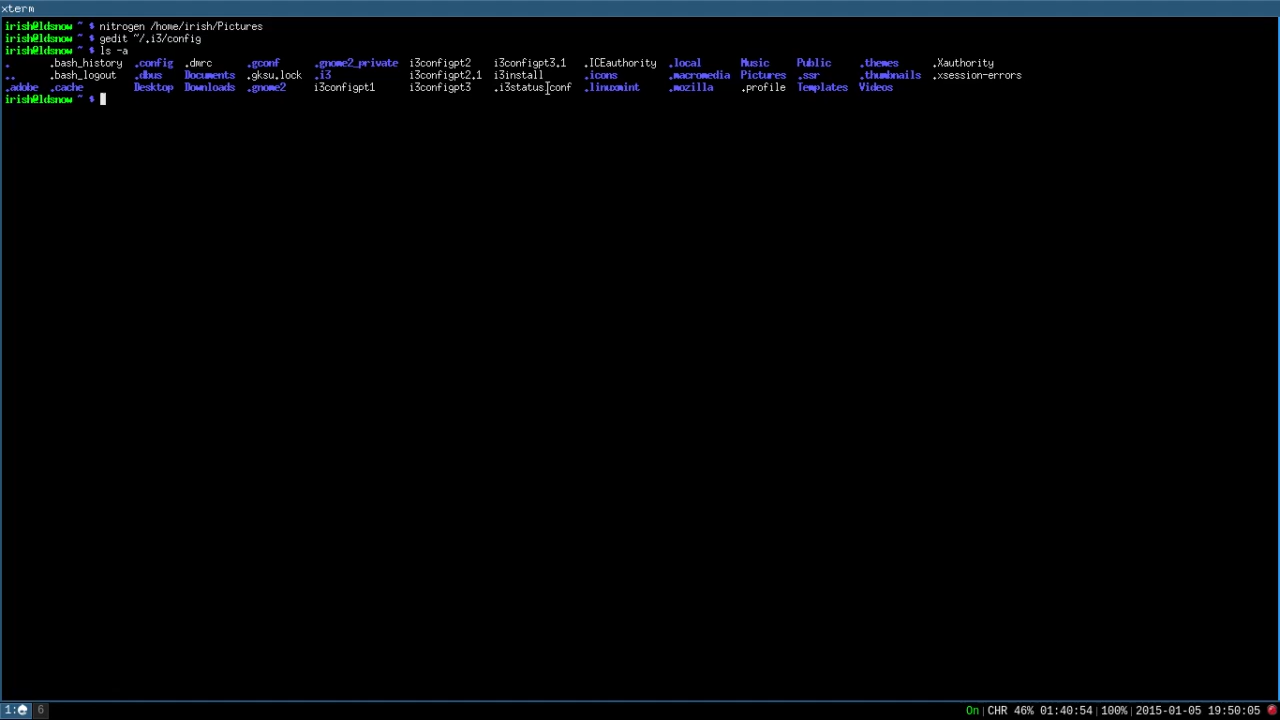 xterm
irish@ldsnow ~ $ nitrogen /home/irish/Pictures
irish@ldsnow ~ $ gedit ~/.i3/config
irish@ldsnow ~ $ ls -a
. .bash_history .config .dmrc .gconf .gnome2_private i3configpt2 i3configpt3.1 .ICEauthority .local Music Public .themes .Xauthority
.. .bash_logout .dbus Documents .gksu.lock .i3 i3configpt2.1 i3install .icons .macromedia Pictures .ssr .thumbnails .xsession-errors
.adobe .cache Desktop Downloads .gnome2 i3configpt1 i3configpt3 .i3status.conf .linuxmint .mozilla .profile Templates Videos
irish@ldsnow ~ $
1: 6 On|CHR 46% 01:40:54|100%|2015-01-05 19:50:05